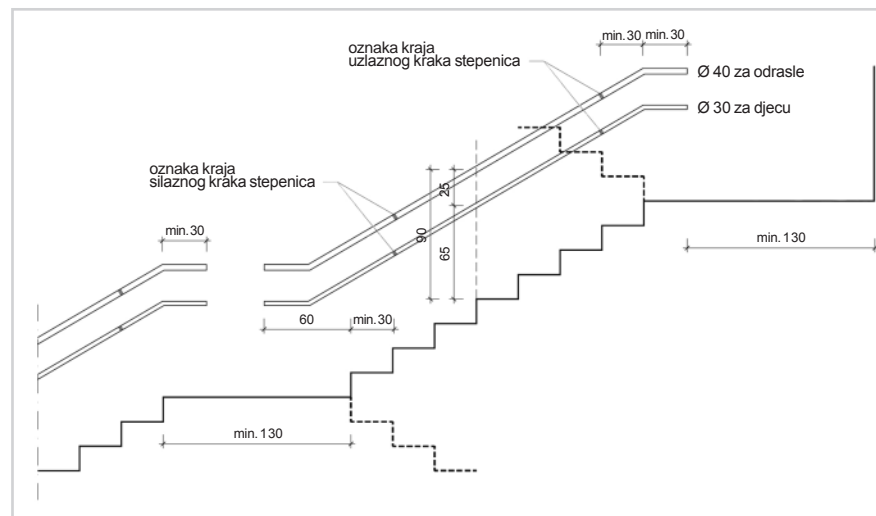 min. 30 min. 30
oznaka kraja
uzlaznog kraka stepenica
Ø 40 za odrasle
Ø 30 za djecu
oznaka kraja
silaznog kraka stepenica
25
min. 30
90
65
min. 130
60
min. 30
min. 130